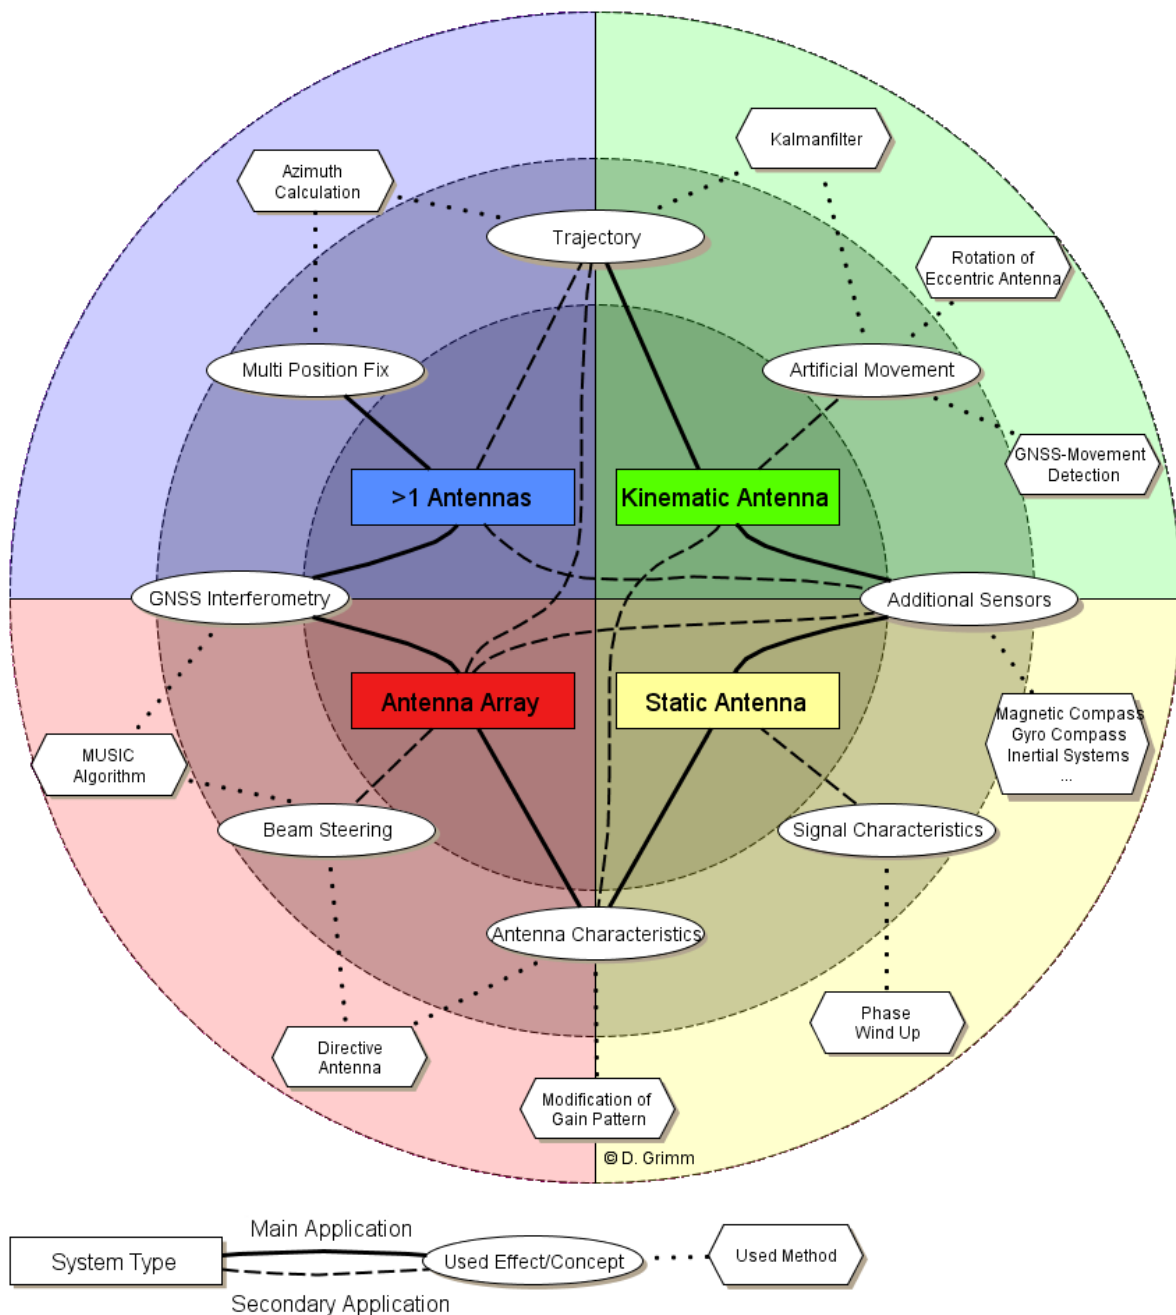 Kalmanfilter
Azimuth
Calculation
Trajectory
Rotation of
Eccentric Antenna
Multi Position Fix
Artificial Movement
GNSS-Movement
Detection
>1 Antennas
Kinematic Antenna
GNSS Interferometry
Additional Sensors
Antenna Array
Static Antenna
Magnetic Compass
Gyro Compass
Inertial Systems
...
MUSIC
Algorithm
Beam Steering
Signal Characteristics
Antenna Characteristics
Phase
Wind Up
Directive
Antenna
Modification of
Gain Pattern
© D. Grimm
Main Application
System Type
Used Effect/Concept
Used Method
Secondary Application